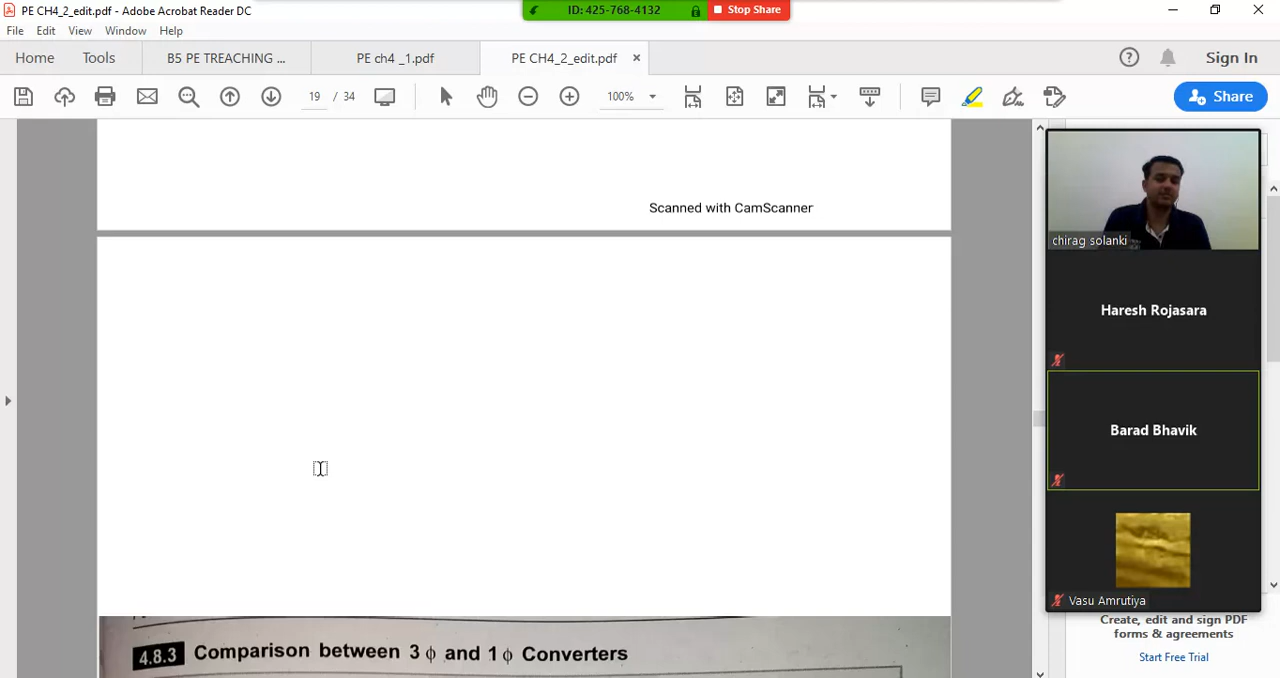 PE CH4_2_edit.pdf - Adobe Acrobat Reader DC
ID: 425-768-4132
Stop Share
File Edit View Window Help
Home Tools B5 PE TREACHING ... PE ch4 _1.pdf PE CH4_2_edit.pdf
Sign In
19 / 34 100% Share
Scanned with CamScanner
chirag solanki
Haresh Rojasara
Barad Bhavik
Vasu Amrutiya
4.8.3 Comparison between 3 ϕ and 1 ϕ Converters
Create, edit and sign PDF
forms & agreements
Start Free Trial